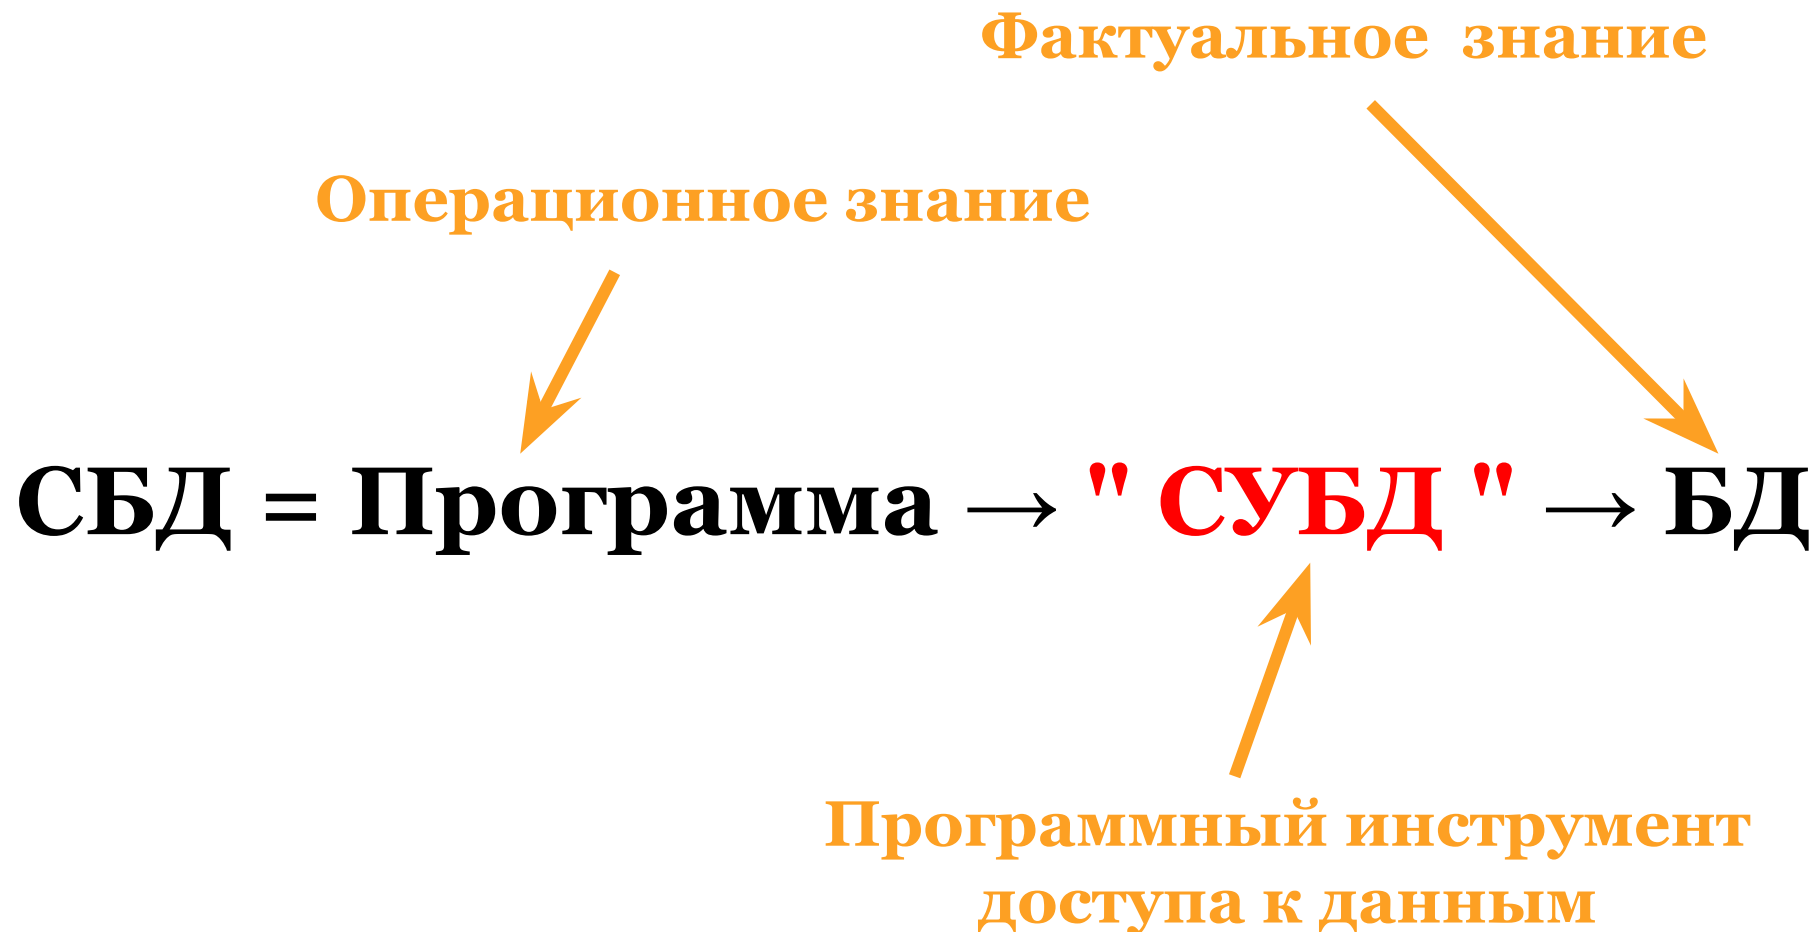 Фактуальное знание
Операционное знание
СБД = Программа → " СУБД " → БД
Программный инструмент
доступа к данным